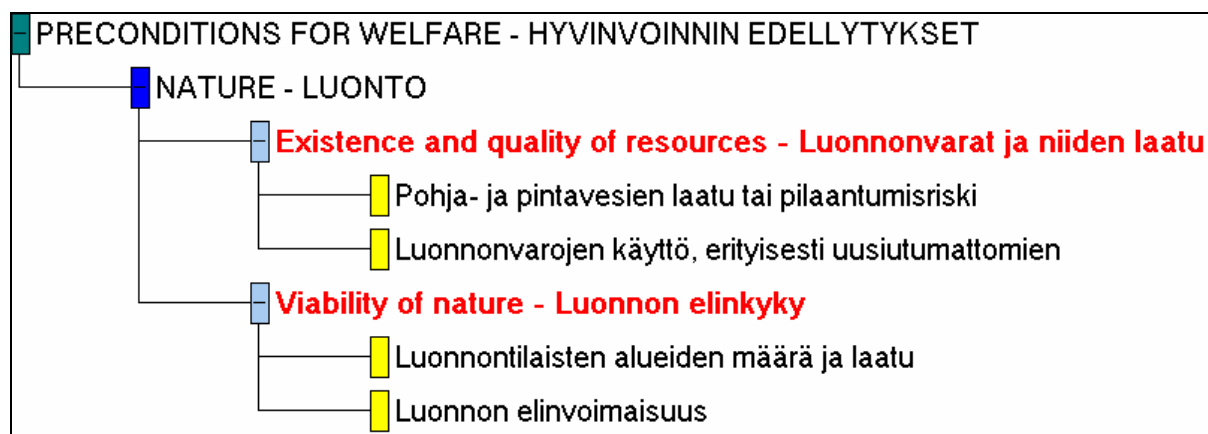 PRECONDITIONS FOR WELFARE - HYVINVOINNIN EDELLYTYKSET
NATURE - LUONTO
Existence and quality of resources - Luonnonvarat ja niiden laatu
Pohja- ja pintavesien laatu tai pilaantumisriski
Luonnonvarojen käyttö, erityisesti uusiutumattomien
Viability of nature - Luonnon elinkyky
Luonnontilaisten alueiden määrä ja laatu
Luonnon elinvoimaisuus